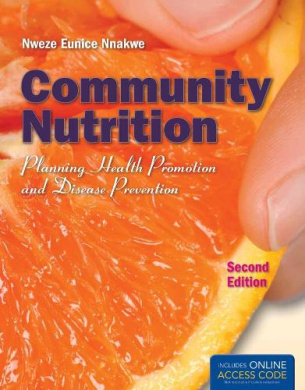 Nweze Eunice Nnakwe
Community
Nutrition
Planning Health Promotion
and Disease Prevention
Second
Edition
INCLUDES ONLINE
ACCESS CODE